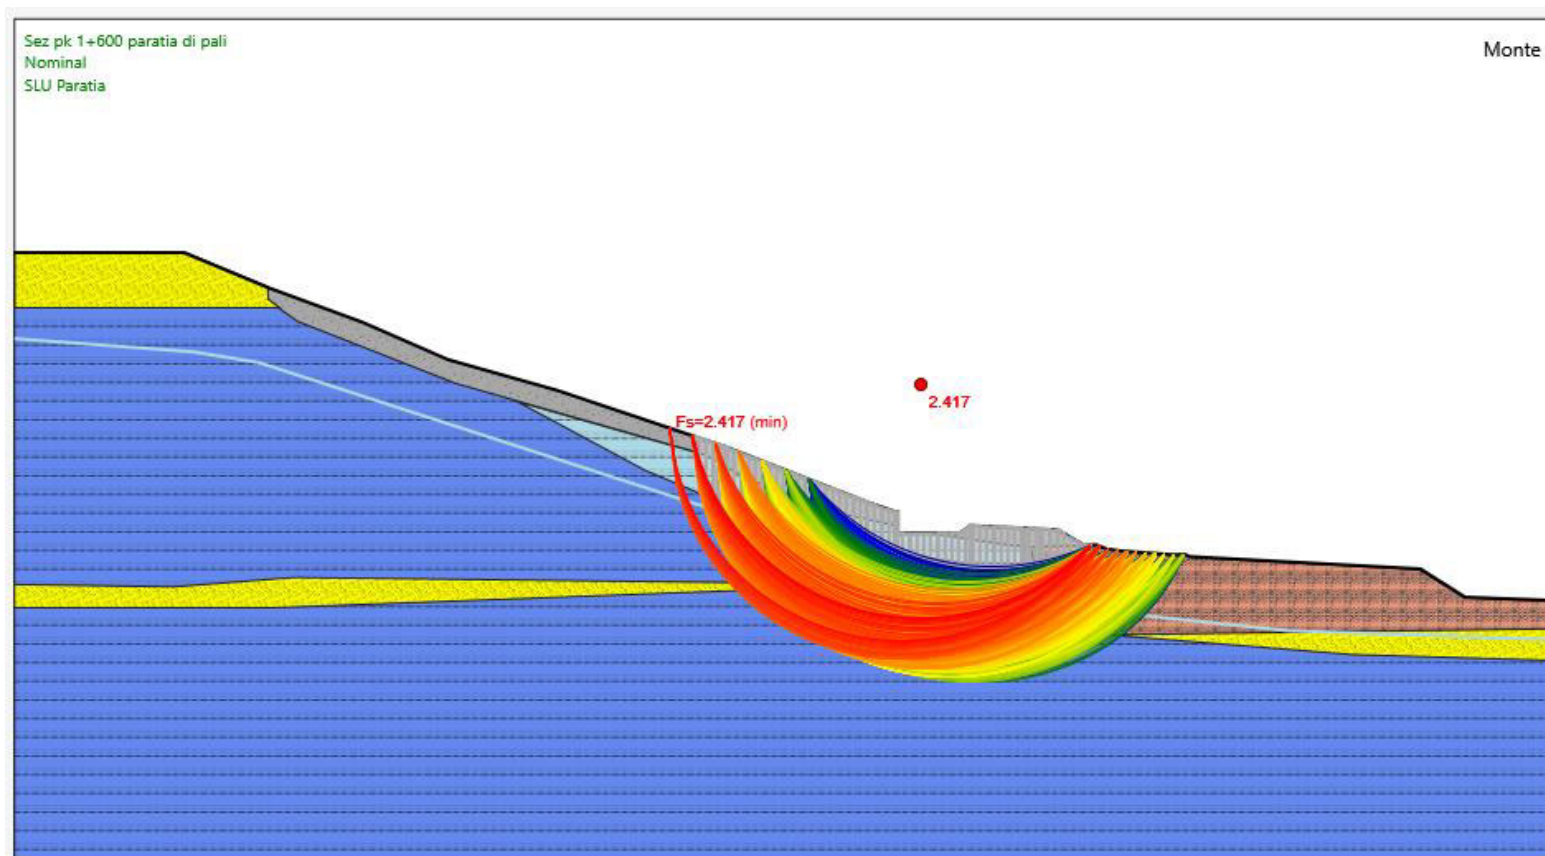 Sez pk 1+600 paratia di pali
Nominal
SLU Paratia
Monte
2.417
Fs=2.417 (min)